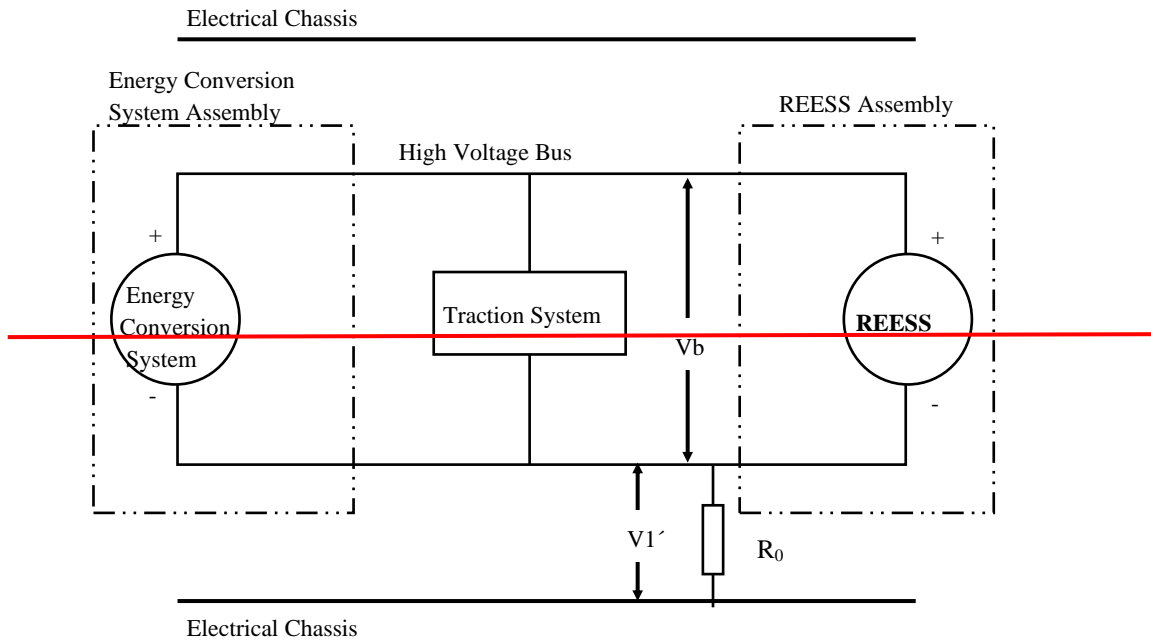 Electrical Chassis
Energy Conversion
System Assembly
REESS Assembly
High Voltage Bus
+
+
Energy
Conversion
System
Traction System
REESS
Vb
-
-
V1´
R₀
Electrical Chassis